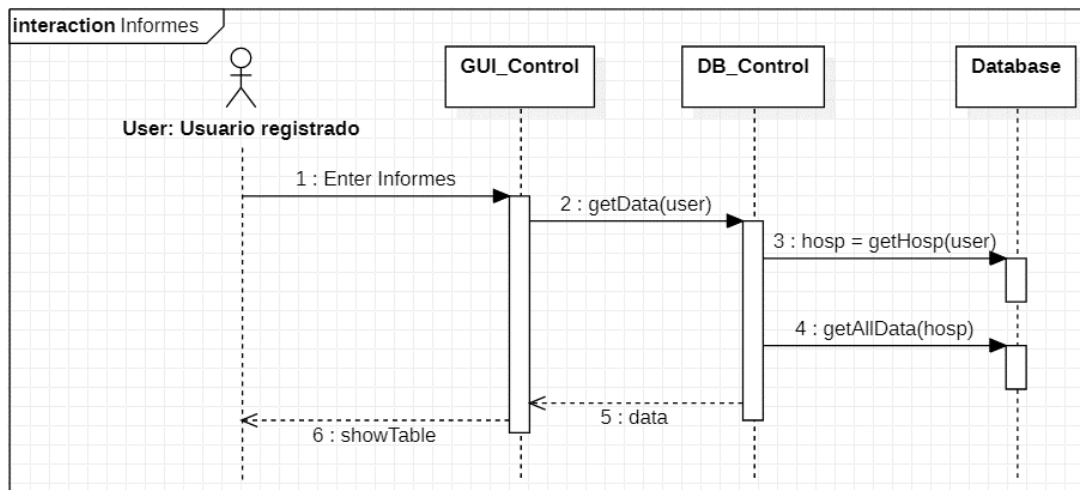 interaction Informes
GUI_Control
DB_Control
Database
User: Usuario registrado
1 : Enter Informes
2 : getData(user)
3 : hosp = getHosp(user)
4 : getAllData(hosp)
5 : data
6 : showTable